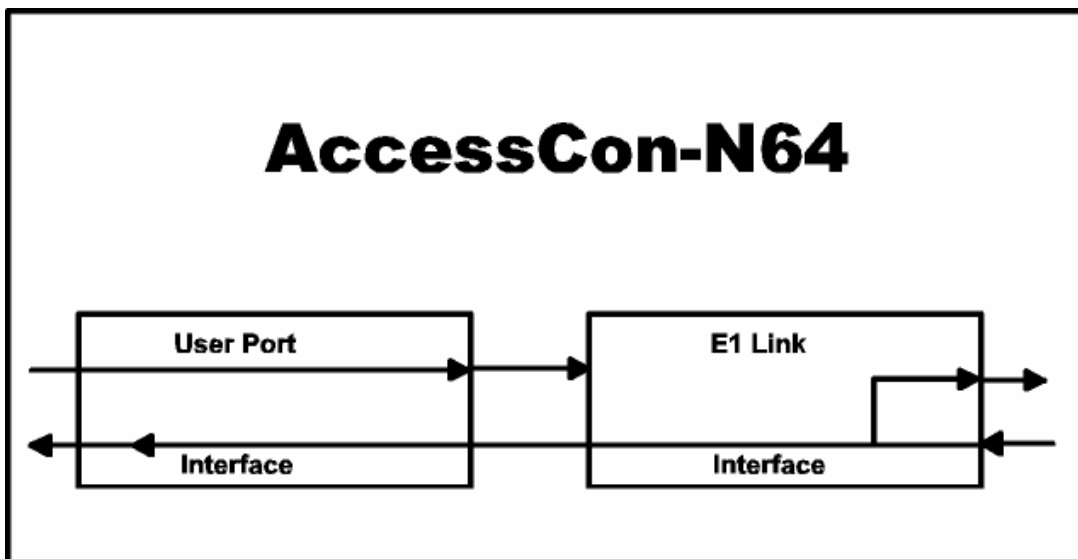 AccessCon-N64
User Port
E1 Link
Interface
Interface